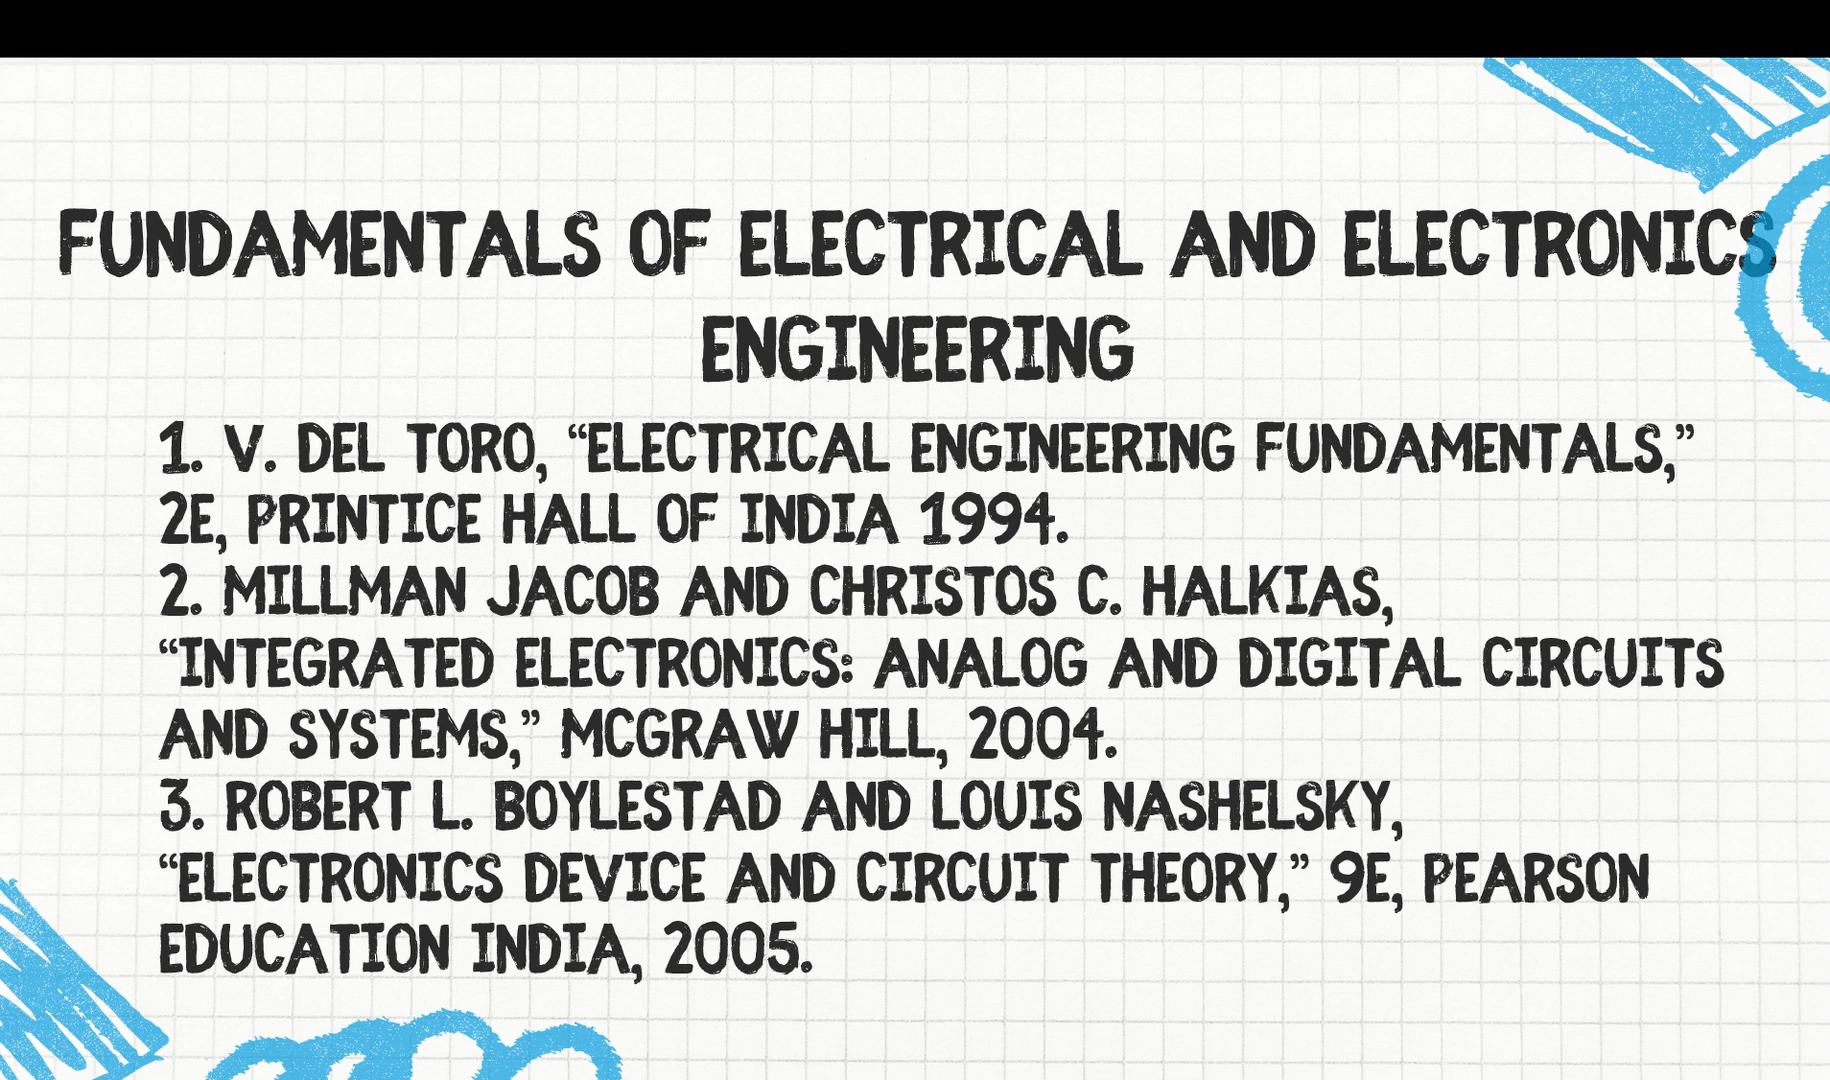 FUNDAMENTALS OF ELECTRICAL AND ELECTRONICS
ENGINEERING
1. V. DEL TORO, “ELECTRICAL ENGINEERING FUNDAMENTALS,”
2E, PRINTICE HALL OF INDIA 1994.
2. MILLMAN JACOB AND CHRISTOS C. HALKIAS,
“INTEGRATED ELECTRONICS: ANALOG AND DIGITAL CIRCUITS
AND SYSTEMS,” MCGRAW HILL, 2004.
3. ROBERT L. BOYLESTAD AND LOUIS NASHELSKY,
“ELECTRONICS DEVICE AND CIRCUIT THEORY,” 9E, PEARSON
EDUCATION INDIA, 2005.